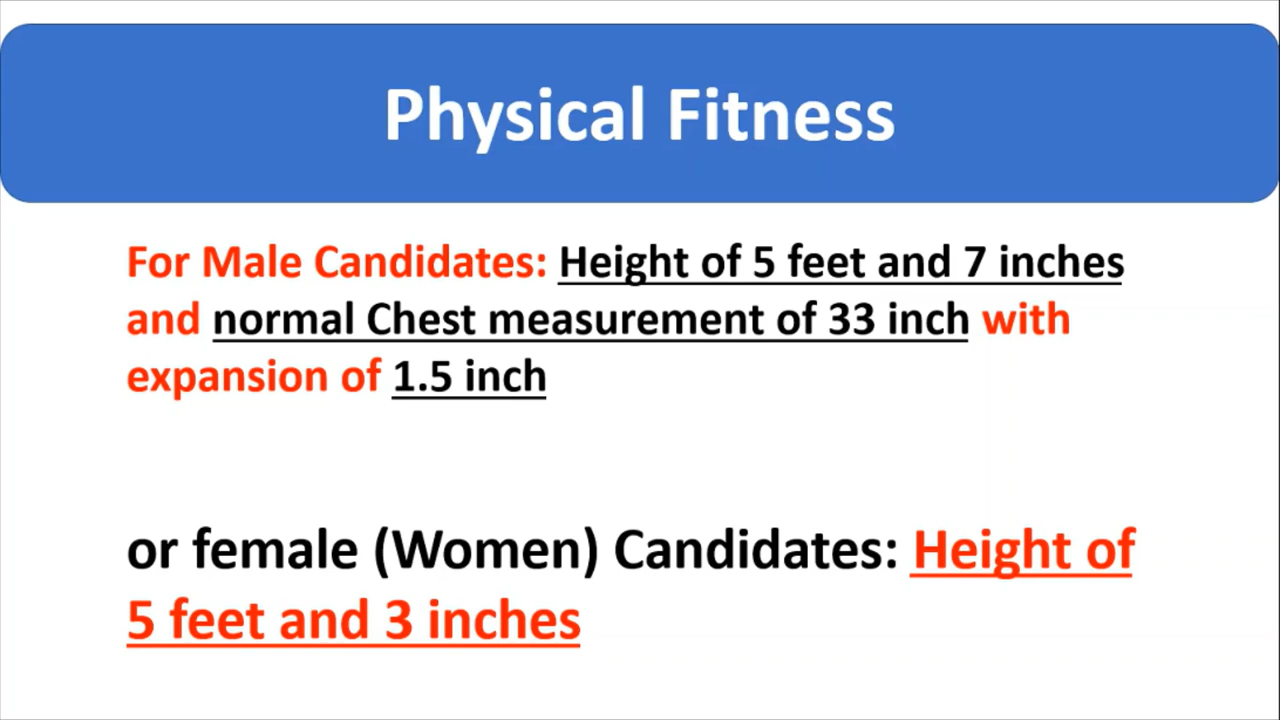 Physical Fitness
For Male Candidates: Height of 5 feet and 7 inches
and normal Chest measurement of 33 inch with
expansion of 1.5 inch
or female (Women) Candidates: Height of
5 feet and 3 inches